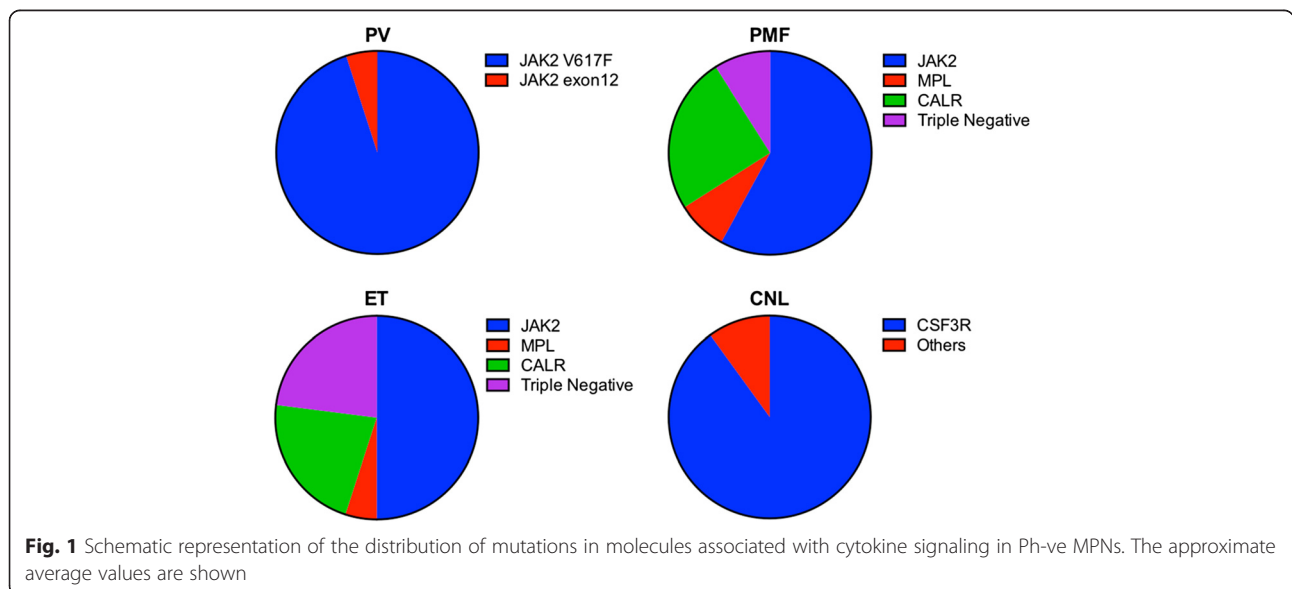 PV
JAK2 V617F
JAK2 exon12
PMF
JAK2
MPL
CALR
Triple Negative
ET
JAK2
MPL
CALR
Triple Negative
CNL
CSF3R
Others
Fig. 1 Schematic representation of the distribution of mutations in molecules associated with cytokine signaling in Ph-ve MPNs. The approximate
average values are shown